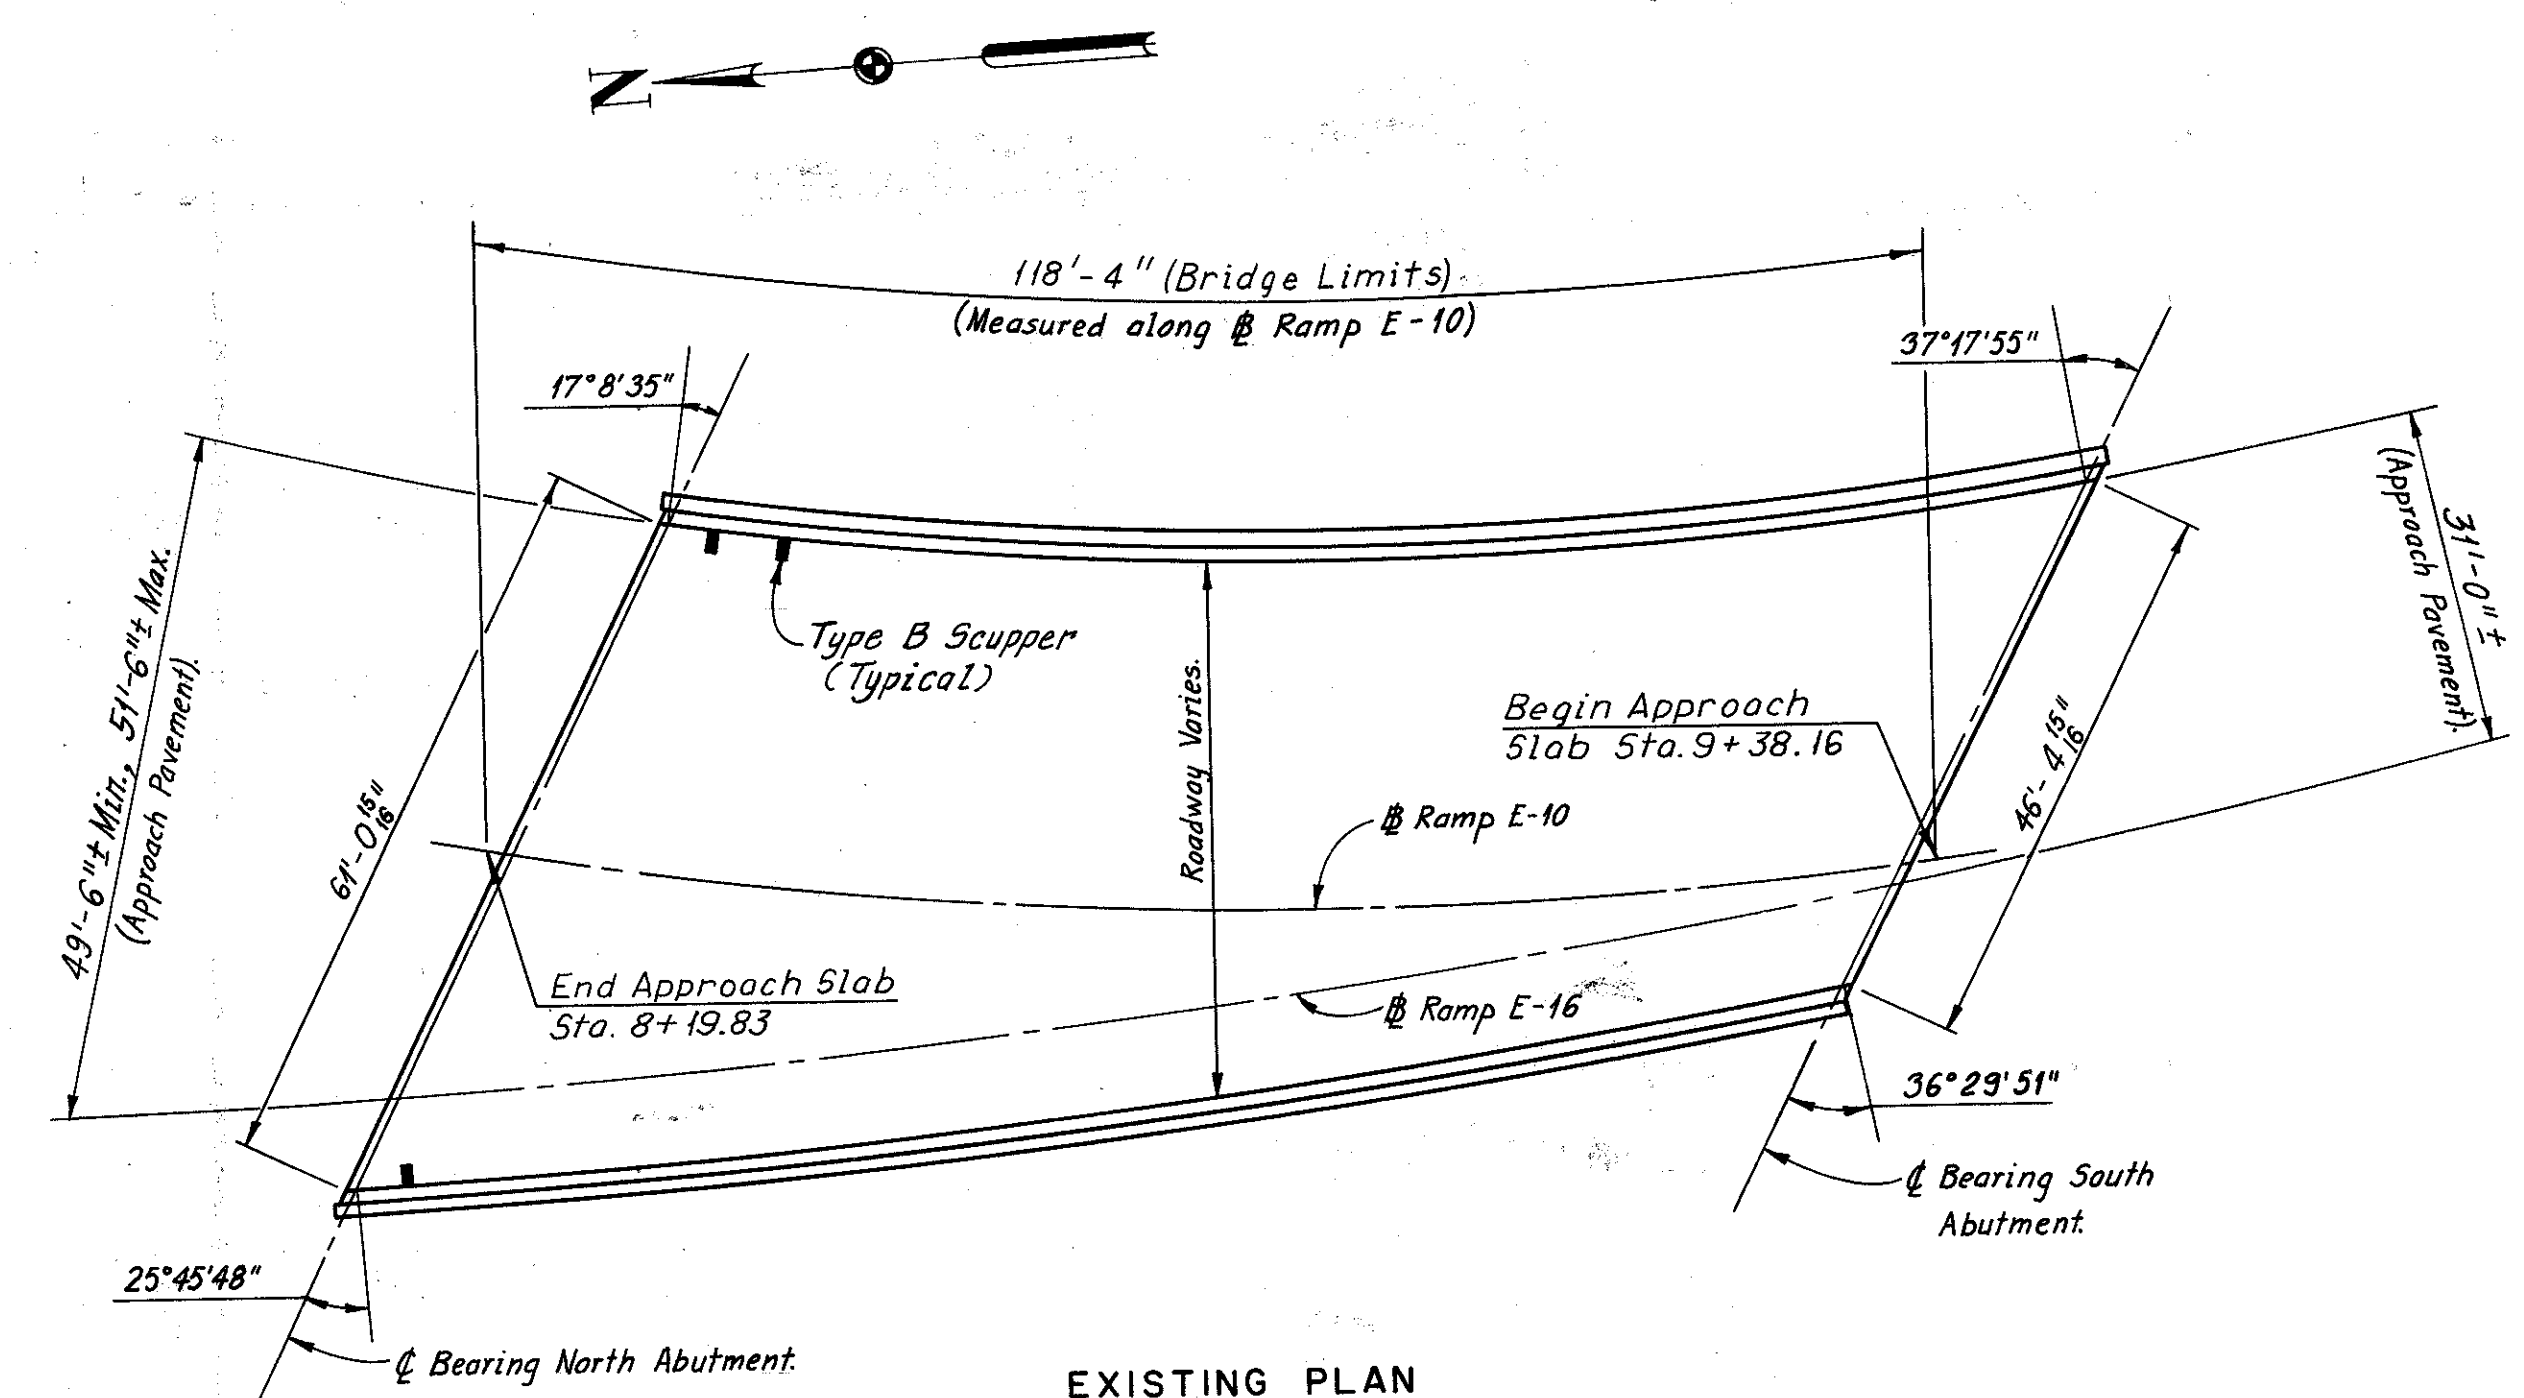 N
118'-4" (Bridge Limits)
(Measured along ℄ Ramp E-10)
17°8'35"
37°17'55"
49'-6"± Min., 51'-6"± Max.
(Approach Pavement).
61'-0 15/16"
Type B Scupper
(Typical)
Roadway Varies.
Begin Approach
Slab Sta. 9+38.16
46'-4 15/16"
31'-0"±
(Approach Pavement).
℄ Ramp E-10
End Approach Slab
Sta. 8+19.83
℄ Ramp E-16
36°29'51"
℄ Bearing South
Abutment.
25°45'48"
℄ Bearing North Abutment.
EXISTING PLAN